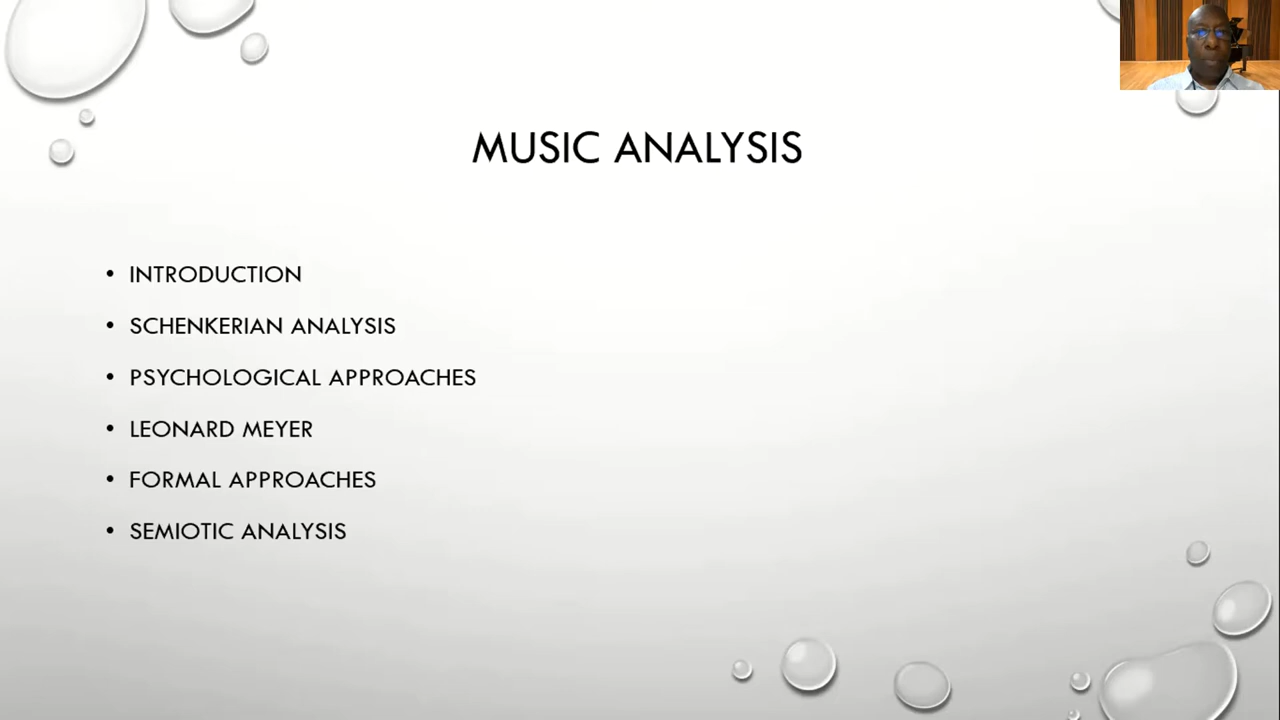 MUSIC ANALYSIS
• INTRODUCTION
• SCHENKERIAN ANALYSIS
• PSYCHOLOGICAL APPROACHES
• LEONARD MEYER
• FORMAL APPROACHES
• SEMIOTIC ANALYSIS